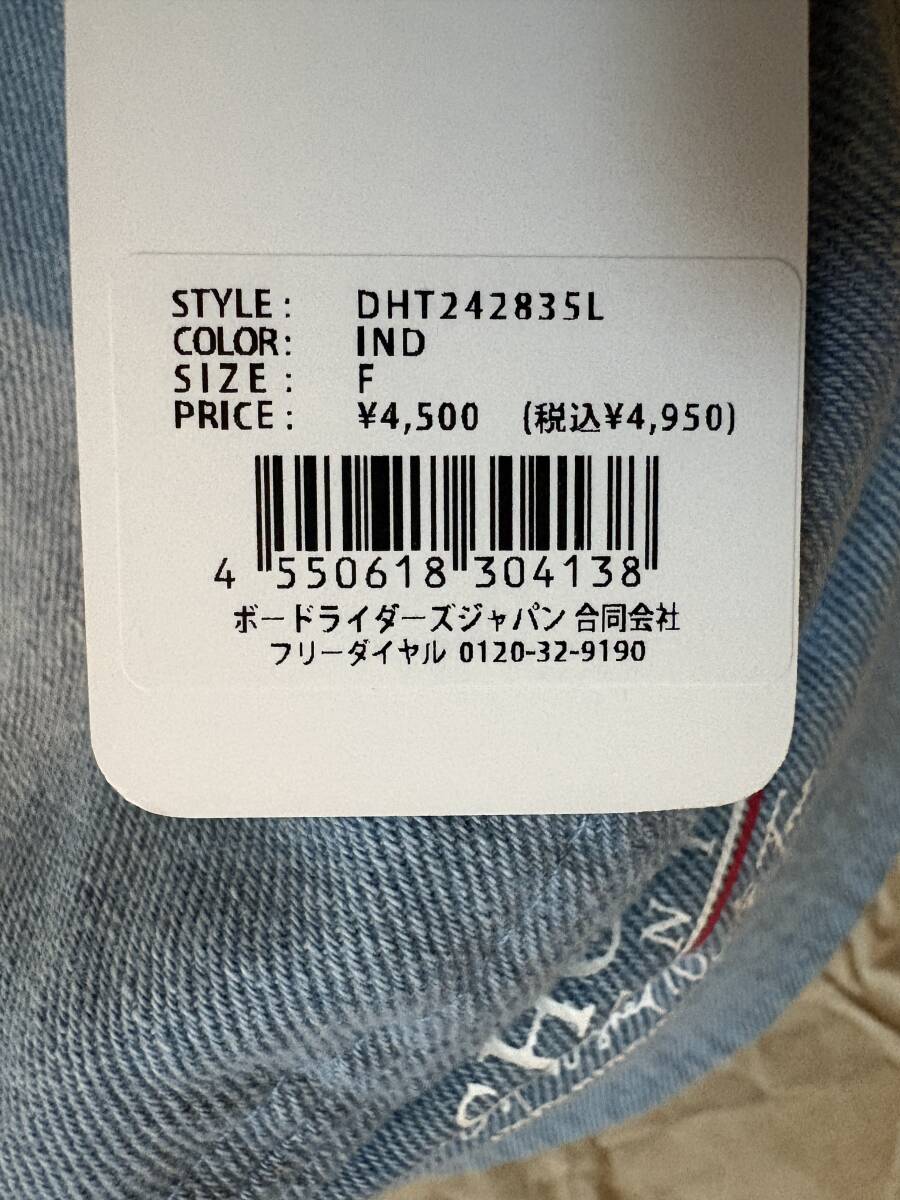 STYLE: DHT242835L
COLOR: IND
SIZE: F
PRICE: ¥4,500 (税込¥4,950)
4 550618 304138
ボードライダーズジャパン 合同会社
フリーダイヤル 0120-32-9190